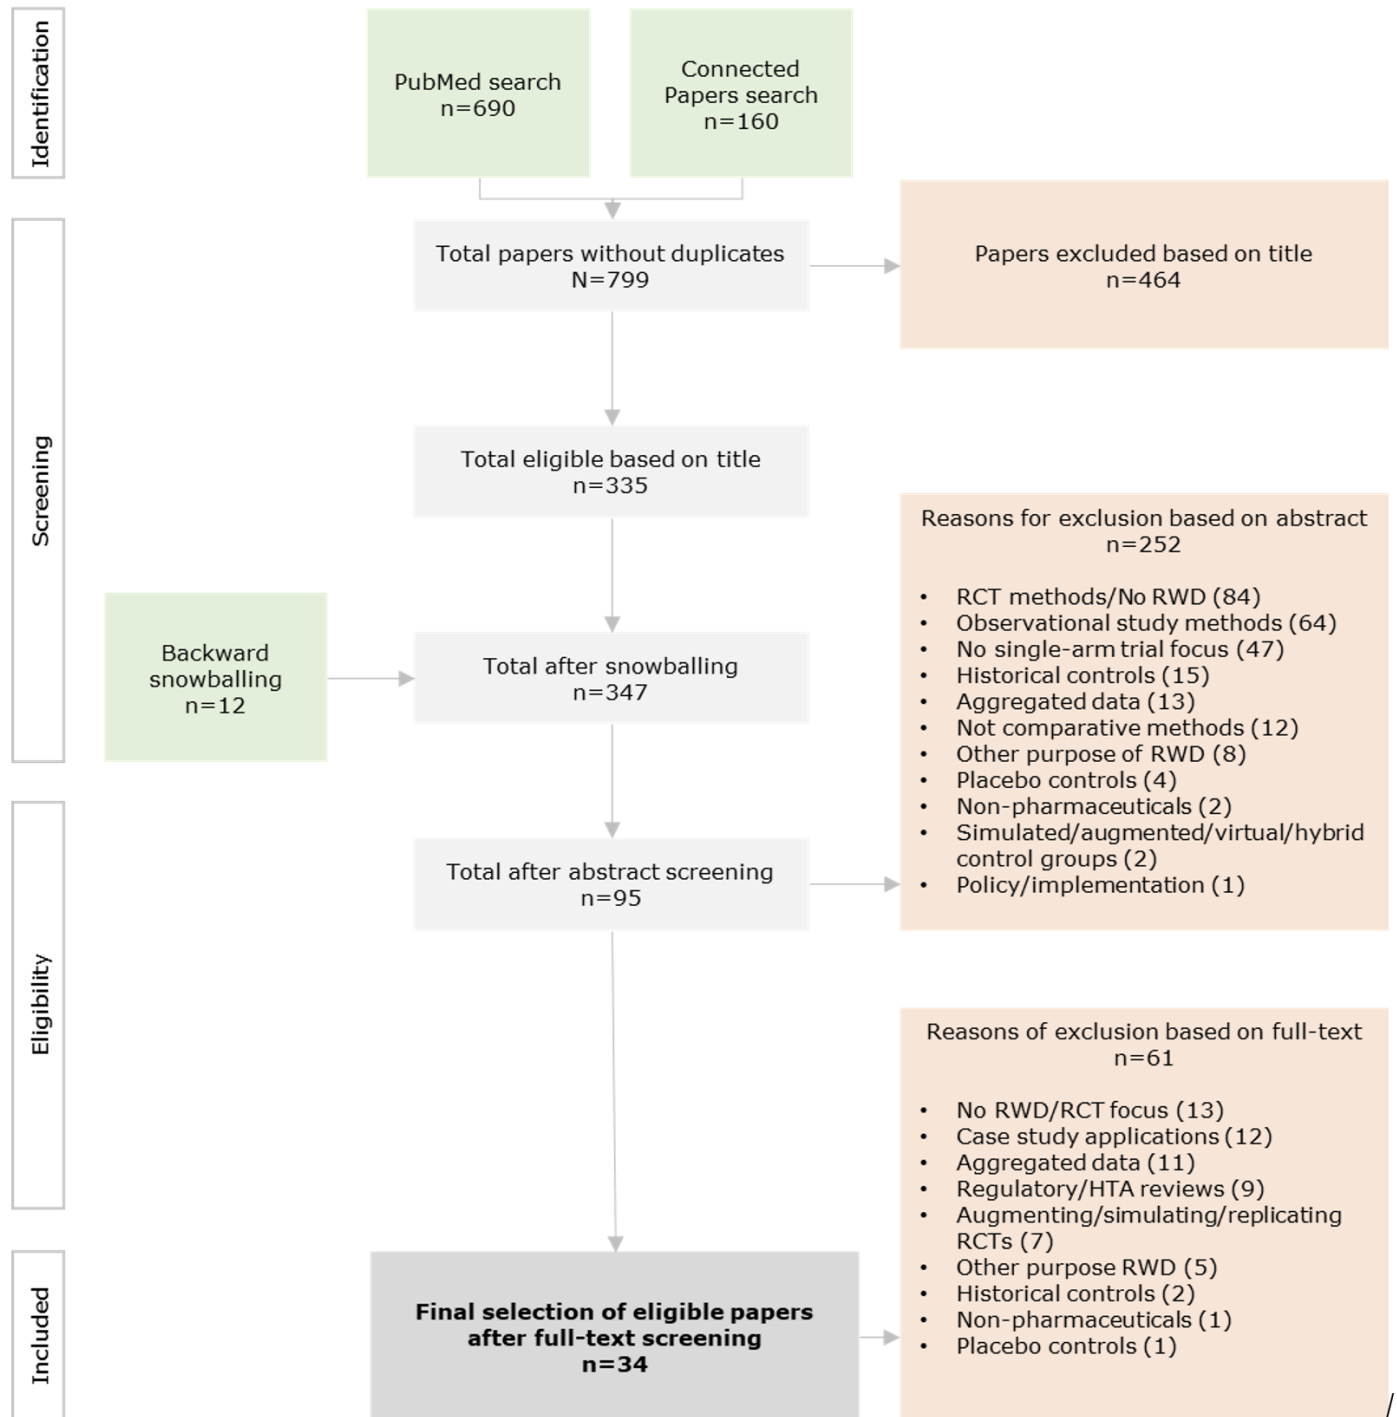 Identification
PubMed search
n=690
Connected
Papers search
n=160
Screening
Total papers without duplicates
N=799
Papers excluded based on title
n=464
Total eligible based on title
n=335
Backward
snowballing
n=12
Total after snowballing
n=347
Reasons for exclusion based on abstract
n=252
• RCT methods/No RWD (84)
• Observational study methods (64)
• No single-arm trial focus (47)
• Historical controls (15)
• Aggregated data (13)
• Not comparative methods (12)
• Other purpose of RWD (8)
• Placebo controls (4)
• Non-pharmaceuticals (2)
• Simulated/augmented/virtual/hybrid
control groups (2)
• Policy/implementation (1)
Eligibility
Total after abstract screening
n=95
Reasons of exclusion based on full-text
n=61
• No RWD/RCT focus (13)
• Case study applications (12)
• Aggregated data (11)
• Regulatory/HTA reviews (9)
• Augmenting/simulating/replicating
RCTs (7)
• Other purpose RWD (5)
• Historical controls (2)
• Non-pharmaceuticals (1)
• Placebo controls (1)
Included
Final selection of eligible papers
after full-text screening
n=34
/